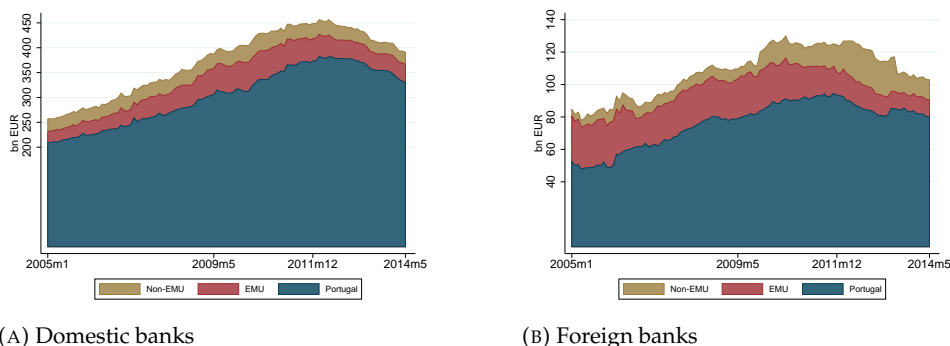 450
400
350
300
250
200
bn EUR
2005m1 2009m5 2011m12 2014m5
Non-EMU EMU Portugal
(A) Domestic banks
140
120
100
80
60
40
bn EUR
2005m1 2009m5 2011m12 2014m5
Non-EMU EMU Portugal
(B) Foreign banks